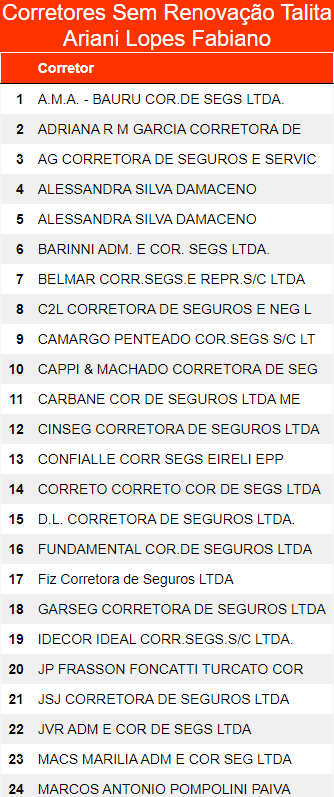 Corretores Sem Renovação Talita
Ariani Lopes Fabiano
Corretor
1 A.M.A. - BAURU COR.DE SEGS LTDA.
2 ADRIANA R M GARCIA CORRETORA DE
3 AG CORRETORA DE SEGUROS E SERVIC
4 ALESSANDRA SILVA DAMACENO
5 ALESSANDRA SILVA DAMACENO
6 BARINNI ADM. E COR. SEGS LTDA.
7 BELMAR CORR.SEGS.E REPR.S/C LTDA
8 C2L CORRETORA DE SEGUROS E NEG L
9 CAMARGO PENTEADO COR.SEGS S/C LT
10 CAPPI & MACHADO CORRETORA DE SEG
11 CARBANE COR DE SEGUROS LTDA ME
12 CINSEG CORRETORA DE SEGUROS LTDA
13 CONFIALLE CORR SEGS EIRELI EPP
14 CORRETO CORRETO COR DE SEGS LTDA
15 D.L. CORRETORA DE SEGUROS LTDA.
16 FUNDAMENTAL COR.DE SEGUROS LTDA
17 Fiz Corretora de Seguros LTDA
18 GARSEG CORRETORA DE SEGUROS LTDA
19 IDECOR IDEAL CORR.SEGS.S/C LTDA.
20 JP FRASSON FONCATTI TURCATO COR
21 JSJ CORRETORA DE SEGUROS LTDA
22 JVR ADM E COR DE SEGS LTDA
23 MACS MARILIA ADM E COR SEG LTDA
24 MARCOS ANTONIO POMPOLINI PAIVA